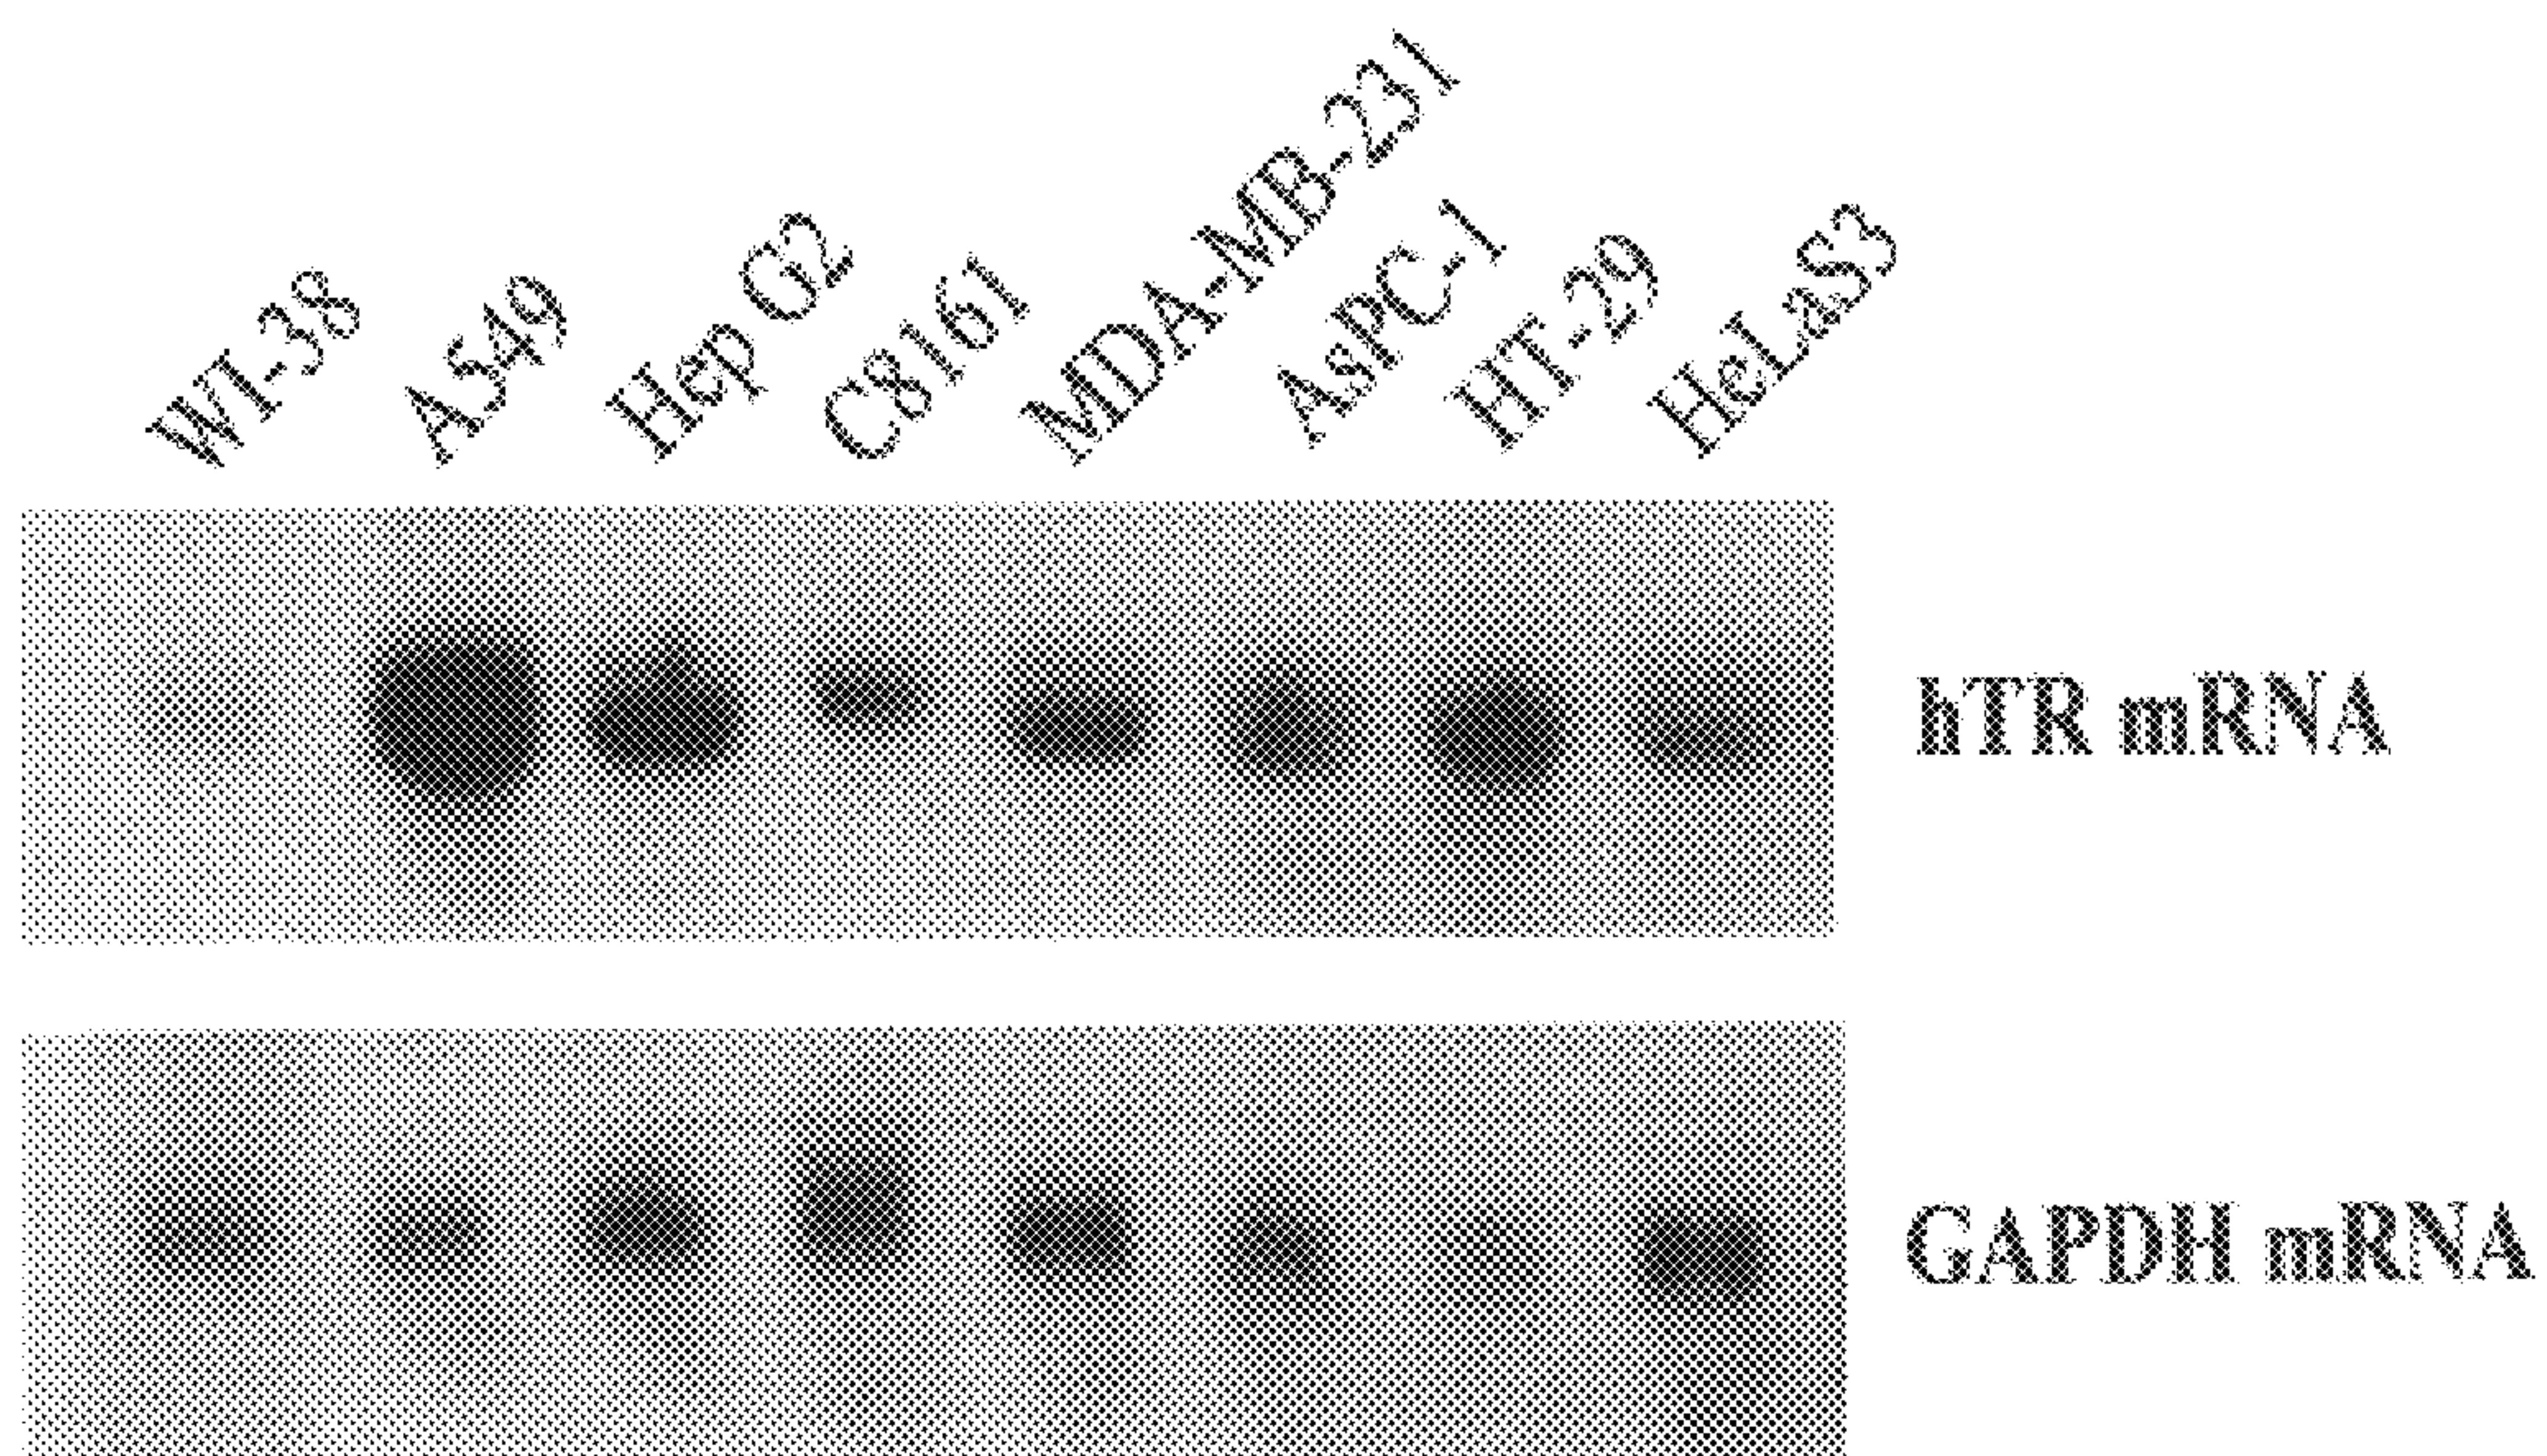 WI-38
A549
Hep G2
C8161
MDA-MB-231
AsPC-1
HT-29
HeLaS3
hTR mRNA
GAPDH mRNA